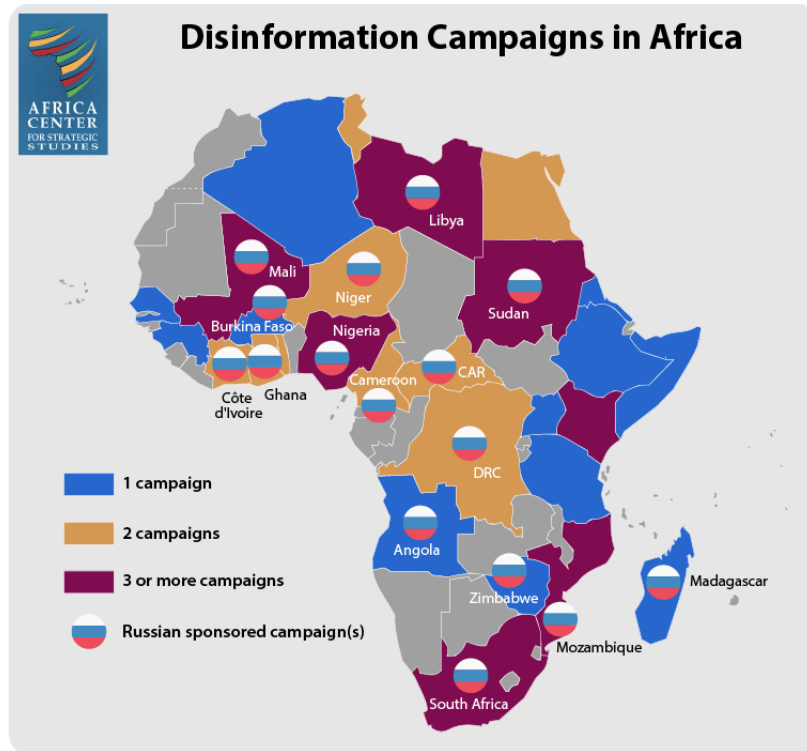 Disinformation Campaigns in Africa
AFRICA
CENTER
FOR STRATEGIC
STUDIES
Libya
Mali
Niger
Sudan
Burkina Faso
Nigeria
Cameroon
CAR
Côte
d'Ivoire
Ghana
DRC
1 campaign
2 campaigns
Angola
3 or more campaigns
Zimbabwe
Madagascar
Russian sponsored campaign(s)
Mozambique
South Africa